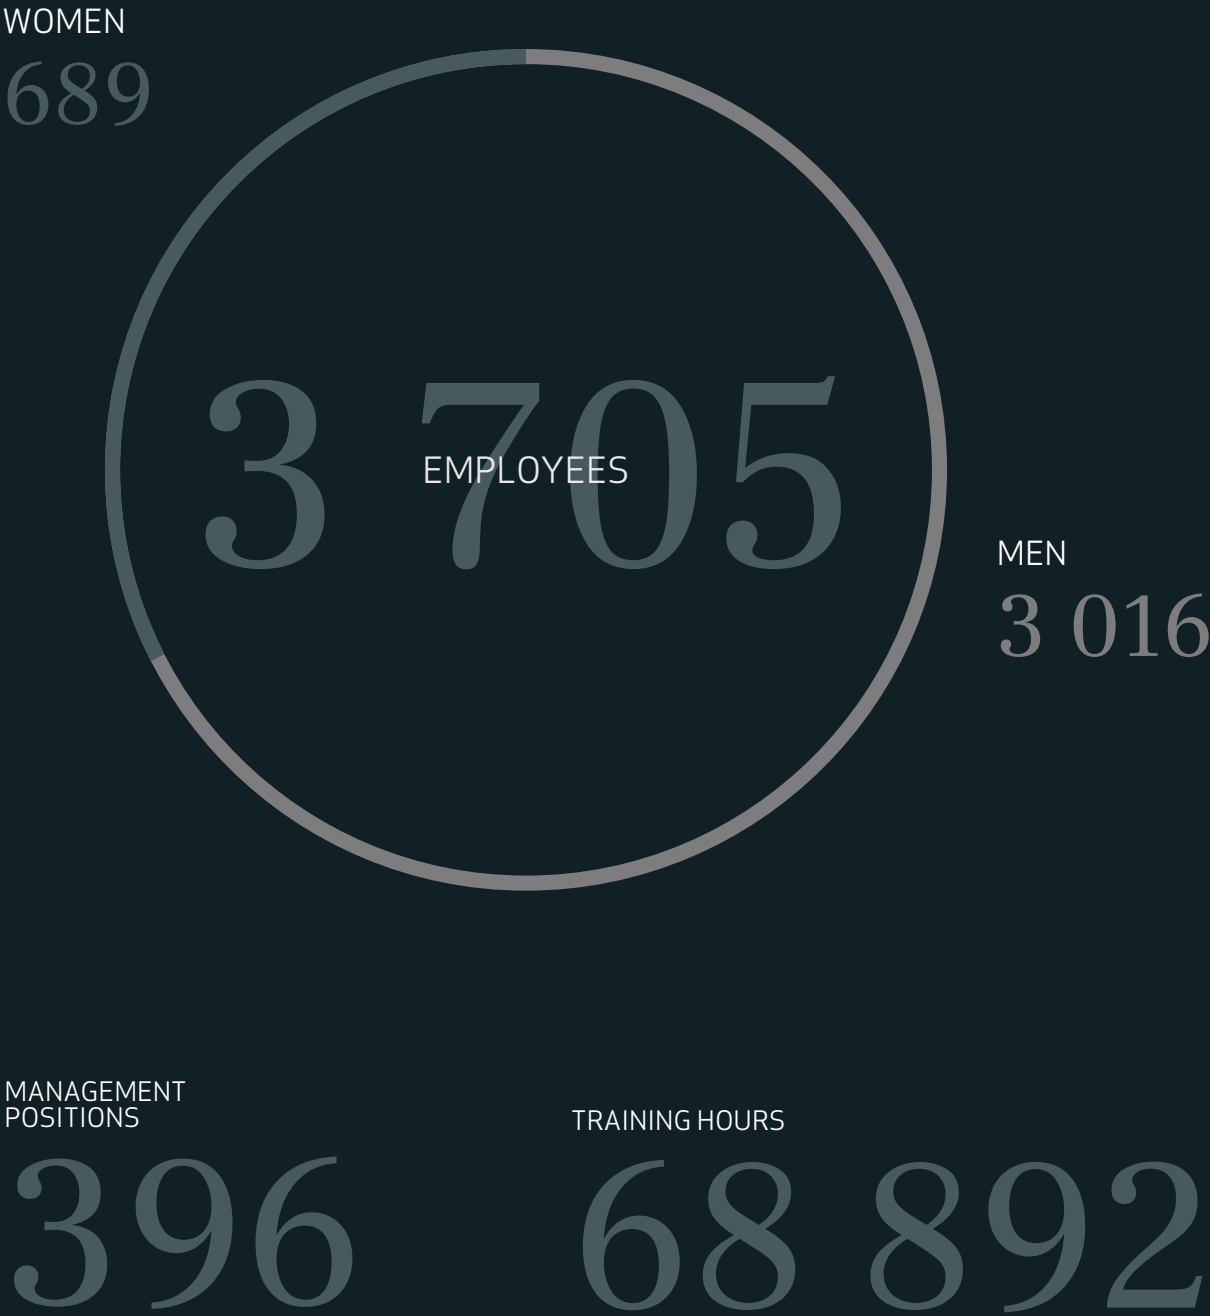 WOMEN
689
3 705
EMPLOYEES
MEN
3 016
MANAGEMENT
POSITIONS
396
TRAINING HOURS
68 892